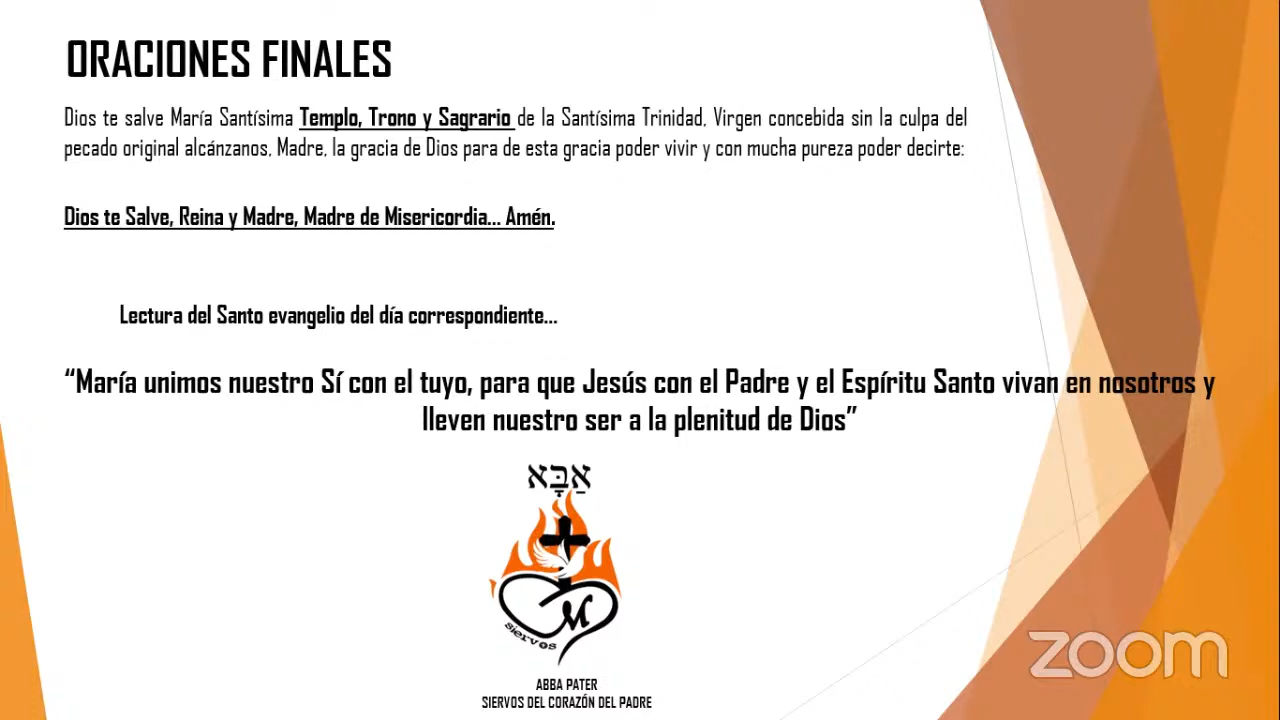 ORACIONES FINALES
Dios te salve María Santísima Templo, Trono y Sagrario de la Santísima Trinidad, Virgen concebida sin la culpa del
pecado original alcánzanos, Madre, la gracia de Dios para de esta gracia poder vivir y con mucha pureza poder decirte:
Dios te Salve, Reina y Madre, Madre de Misericordia... Amén.
Lectura del Santo evangelio del día correspondiente...
“María unimos nuestro Sí con el tuyo, para que Jesús con el Padre y el Espíritu Santo vivan en nosotros y
lleven nuestro ser a la plenitud de Dios”
אַבָּא
M
siervos
ABBA PATER
SIERVOS DEL CORAZÓN DEL PADRE
zoom